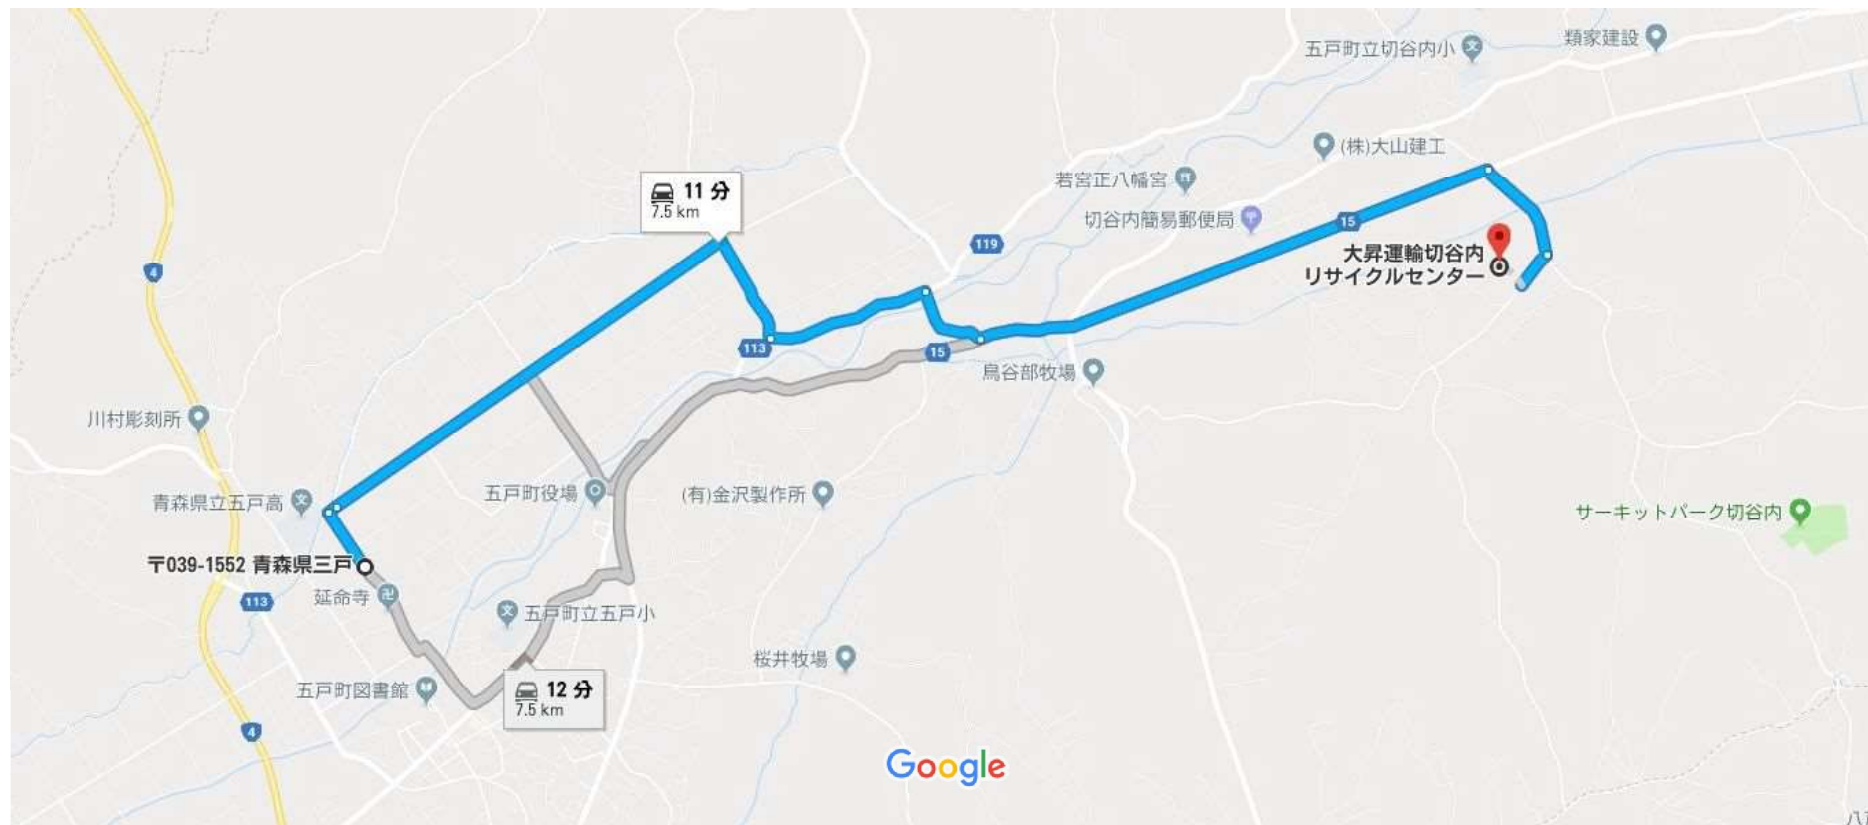 五戸町立切谷内小
類家建設
(株)大山建工
若宮正八幡宮
11 分
7.5 km
切谷内簡易郵便局
15
119
4
大昇運輸切谷内
リサイクルセンター
113
15
鳥谷部牧場
川村彫刻所
青森県立五戸高
五戸町役場
(有)金沢製作所
サーキットパーク切谷内
〒039-1552 青森県三戸
延命寺
113
五戸町立五戸小
桜井牧場
五戸町図書館
12 分
7.5 km
4
Google